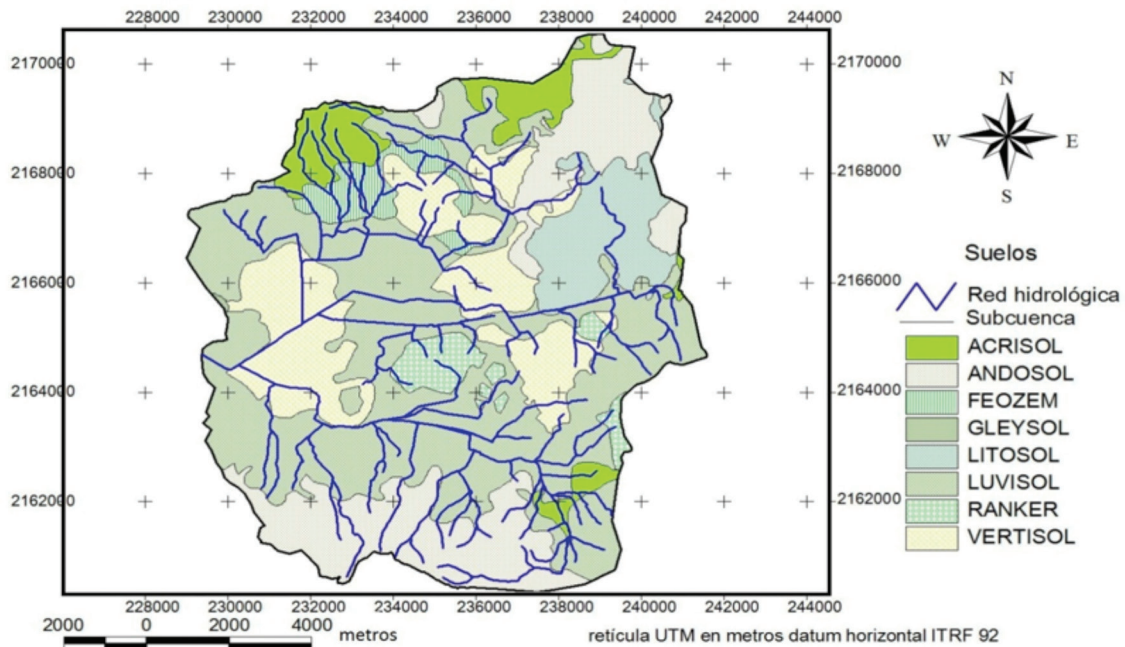 228000 230000 232000 234000 236000 238000 240000 242000 244000
2170000 2170000
N
W E
S
2168000 2168000
Suelos
2166000 2166000
Red hidrológica
Subcuenca
ACRISOL
2164000 2164000
ANDOSOL
FEOZEM
GLEYSOL
LITOSOL
LUVISOL
2162000 2162000
RANKER
VERTISOL
228000 230000 232000 234000 236000 238000 240000 242000 244000
2000 0 2000 4000 metros
retícula UTM en metros datum horizontal ITRF 92